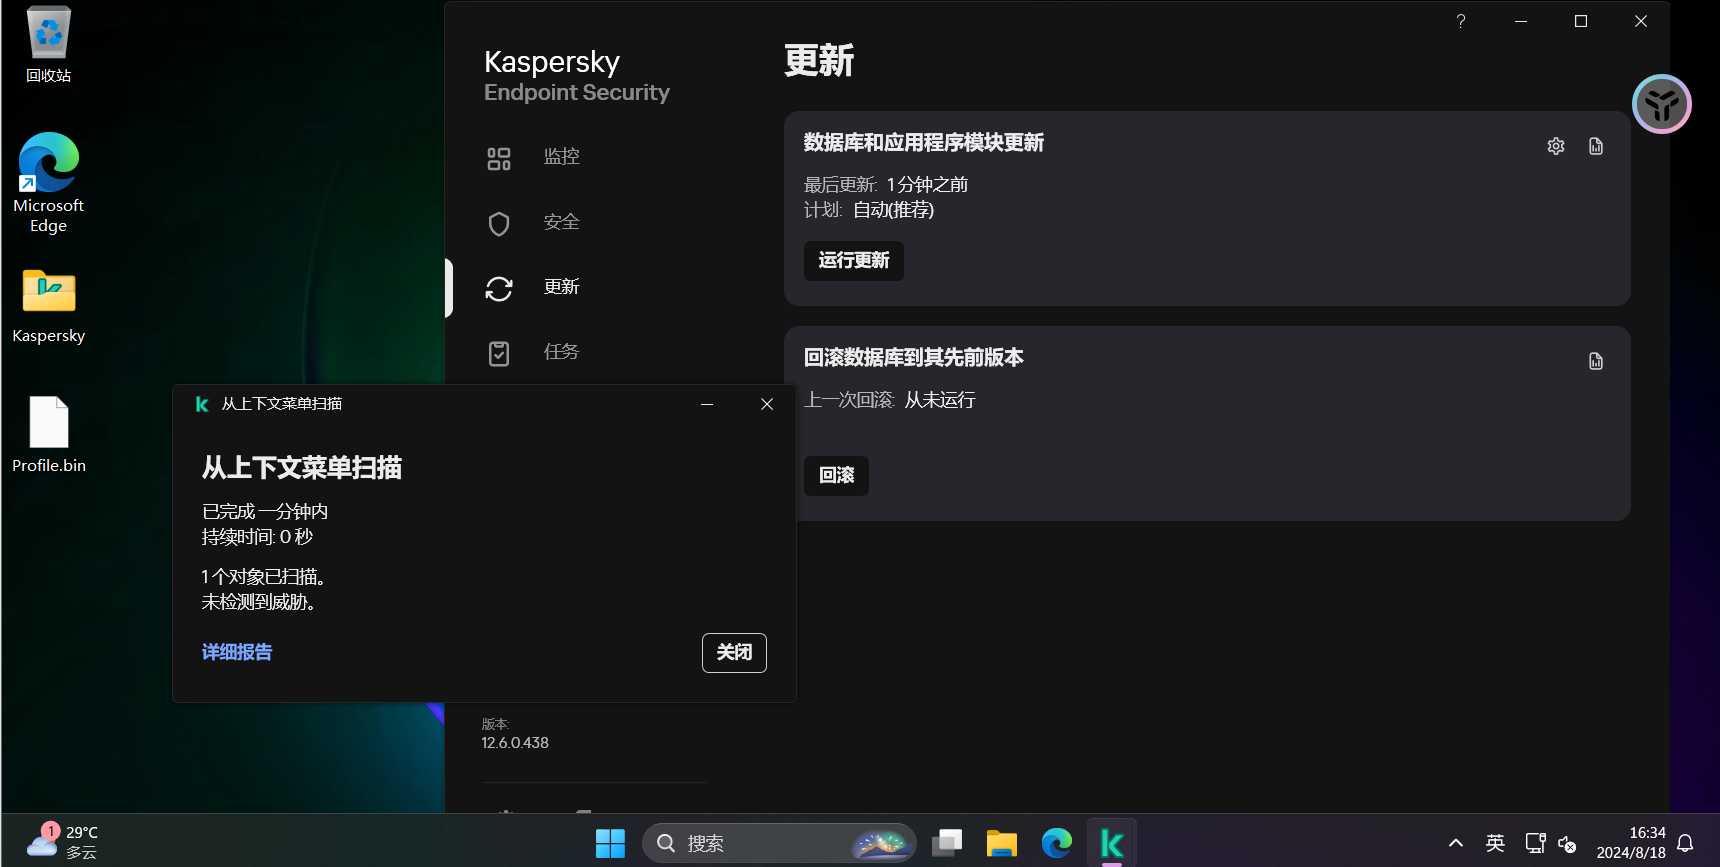 回收站
Microsoft
Edge
Kaspersky
Profile.bin
Kaspersky
Endpoint Security
监控
安全
更新
任务
版本:
12.6.0.438
?
更新
数据库和应用程序模块更新
最后更新: 1 分钟之前
计划: 自动(推荐)
运行更新
回滚数据库到其先前版本
上一次回滚: 从未运行
回滚
从上下文菜单扫描
从上下文菜单扫描
已完成 一分钟内
持续时间: 0 秒
1 个对象已扫描。
未检测到威胁。
详细报告
关闭
1
29°C
多云
搜索
英
16:34
2024/8/18